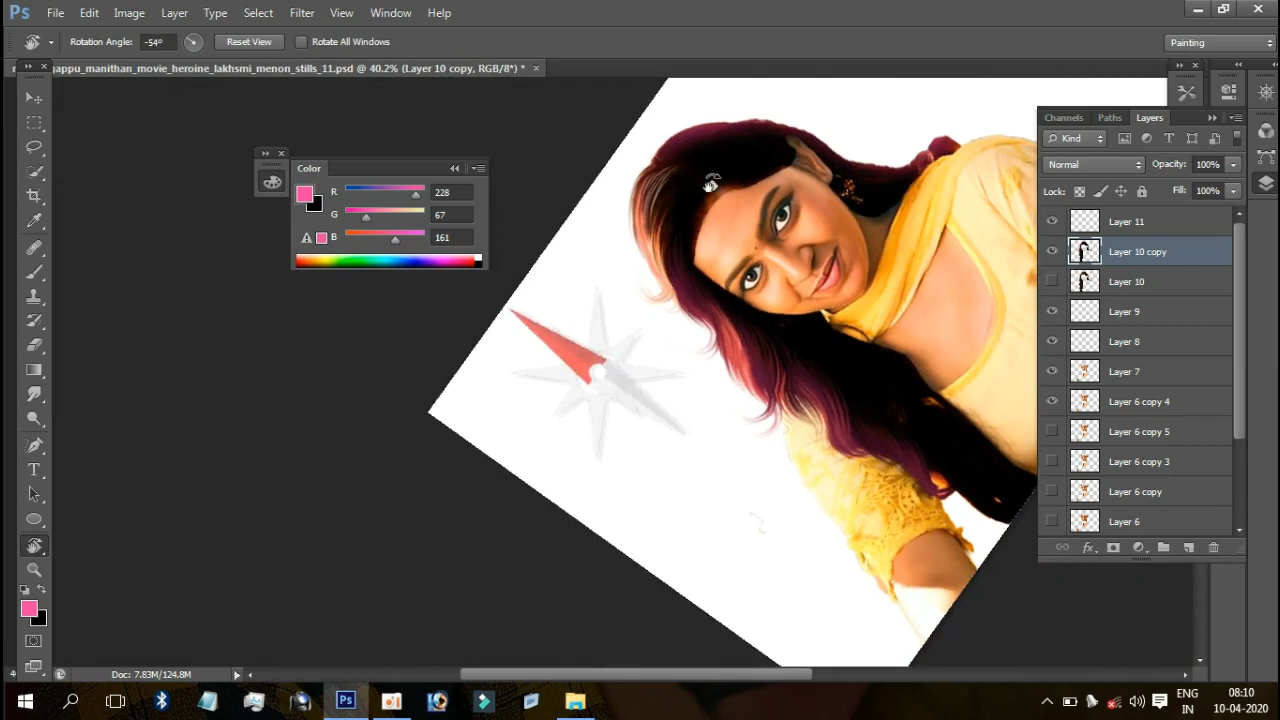 Ps File Edit Image Layer Type Select Filter View Window Help
Rotation Angle: -54° Reset View Rotate All Windows Painting
gappu_manithan_movie_heroine_lakhsmi_menon_stills_11.psd @ 40.2% (Layer 10 copy, RGB/8*) * ×
Color
R 228
G 67
B 161
Channels Paths Layers
Kind
Normal Opacity: 100%
Lock: Fill: 100%
Layer 11
Layer 10 copy
Layer 10
Layer 9
Layer 8
Layer 7
Layer 6 copy 4
Layer 6 copy 5
Layer 6 copy 3
Layer 6 copy
Layer 6
fx
T
Doc: 7.83M/124.8M
Ps
ENG
IN
08:10
10-04-2020